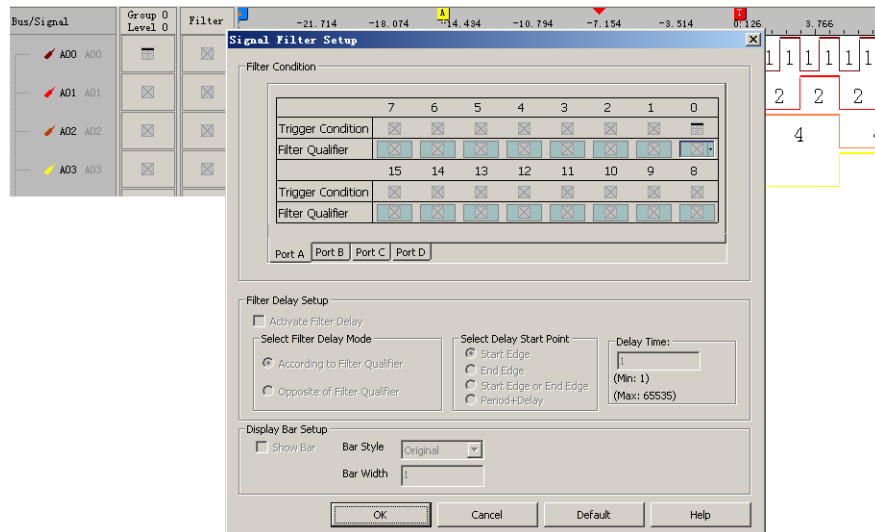 Bus/Signal
Group 0
Level 0
Filter
-21.714 -18.074 -14.434 -10.794 -7.154 -3.514 0.126 3.766
A
T
Signal Filter Setup
A00 A00
A01 A01
A02 A02
A03 A03
1 1 1 1 1 1
2 2 2
4
Filter Condition
7 6 5 4 3 2 1 0
Trigger Condition
Filter Qualifier
15 14 13 12 11 10 9 8
Trigger Condition
Filter Qualifier
Port A Port B Port C Port D
Filter Delay Setup
Activate Filter Delay
Select Filter Delay Mode
According to Filter Qualifier
Opposite of Filter Qualifier
Select Delay Start Point
Start Edge
End Edge
Start Edge or End Edge
Period+Delay
Delay Time:
1
(Min: 1)
(Max: 65535)
Display Bar Setup
Show Bar
Bar Style Original
Bar Width 1
OK Cancel Default Help